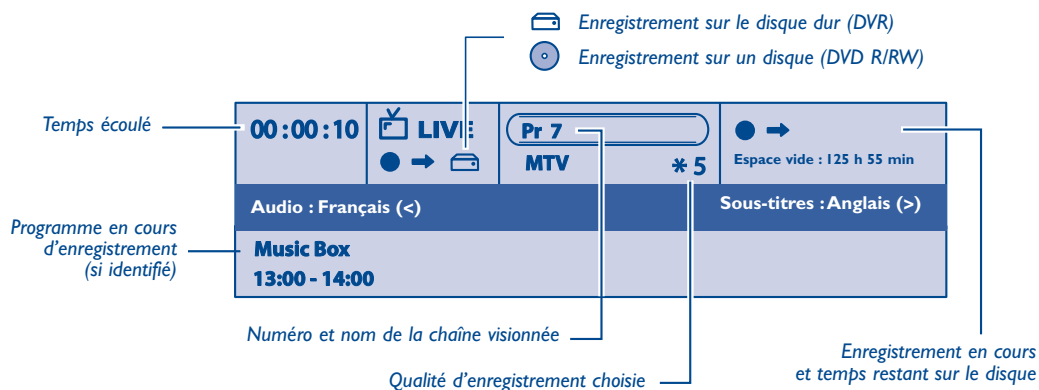 Enregistrement sur le disque dur (DVR)
Enregistrement sur un disque (DVD R/RW)
Temps écoulé
00:00:10
LIVE
Pr 7
MTV
* 5
Espace vide : 125 h 55 min
Audio : Français (<)
Sous-titres : Anglais (>)
Programme en cours
d'enregistrement
(si identifié)
Music Box
13:00 - 14:00
Numéro et nom de la chaîne visionnée
Qualité d'enregistrement choisie
Enregistrement en cours
et temps restant sur le disque